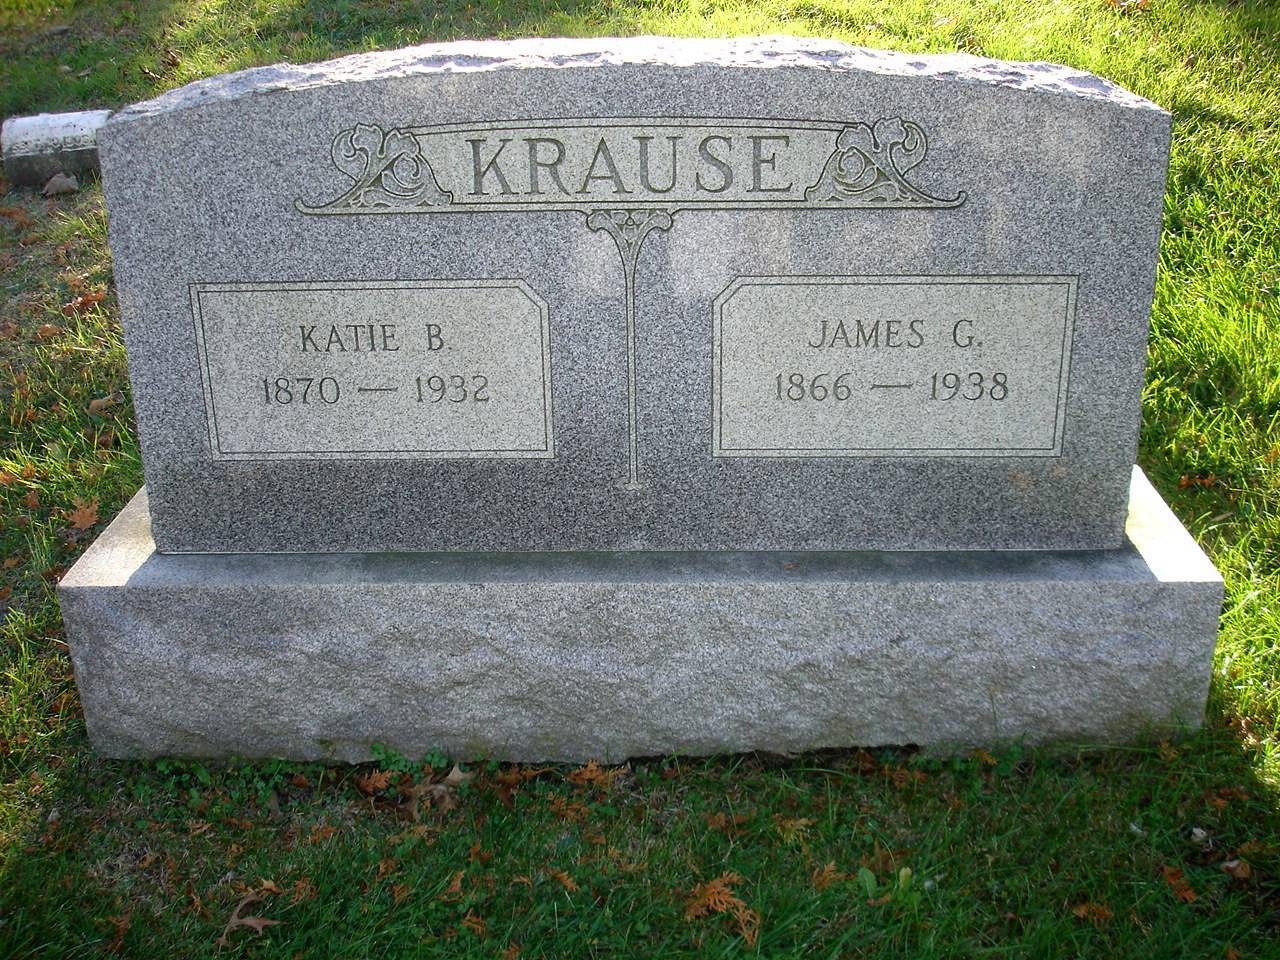 KRAUSE
KATIE B.
1870 — 1932
JAMES G.
1866 — 1938